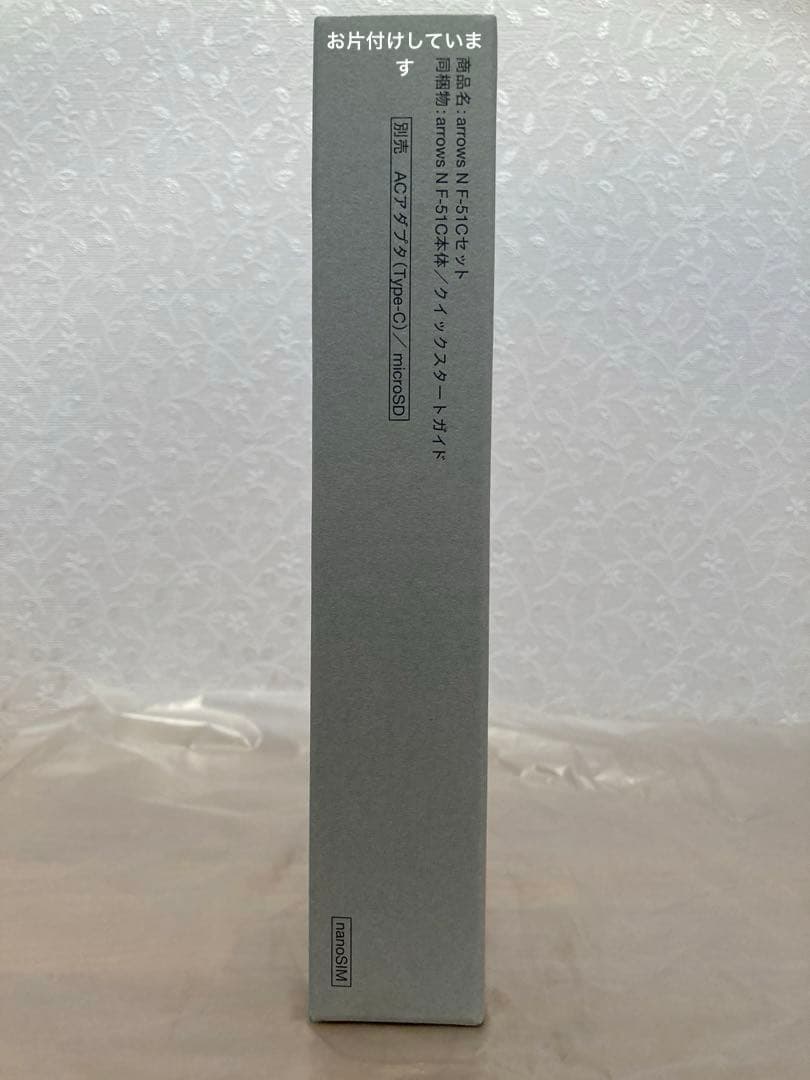 お片付けしていま
す
商品名:arrows N F-51Cセット
同梱物:arrows N F-51C本体/クイックスタートガイド
別売 ACアダプタ(Type-C)/microSD
nanoSIM